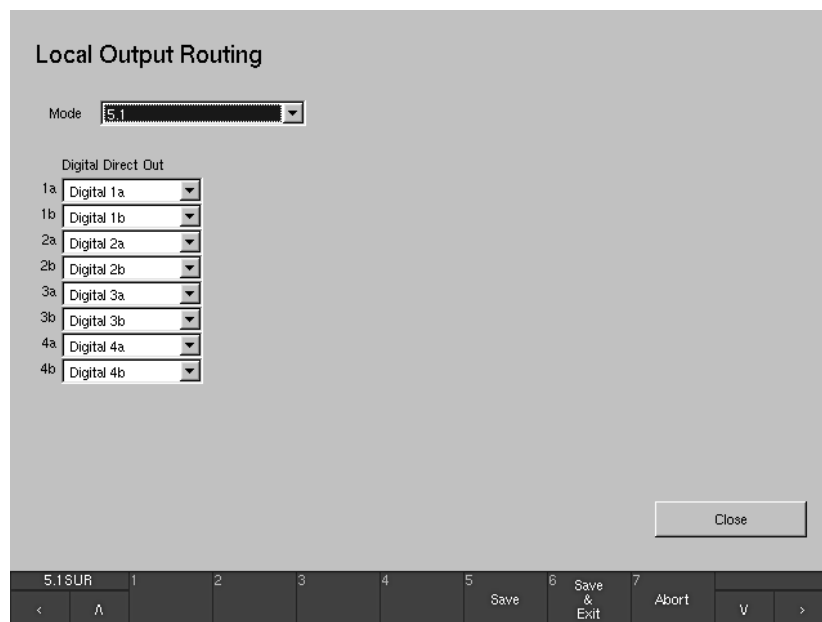 Local Output Routing
Mode 5.1
Digital Direct Out
1a Digital 1a
1b Digital 1b
2a Digital 2a
2b Digital 2b
3a Digital 3a
3b Digital 3b
4a Digital 4a
4b Digital 4b
Close
5.1SUR 1 2 3 4 5 6 7
< Λ Save Save & Exit Abort V >